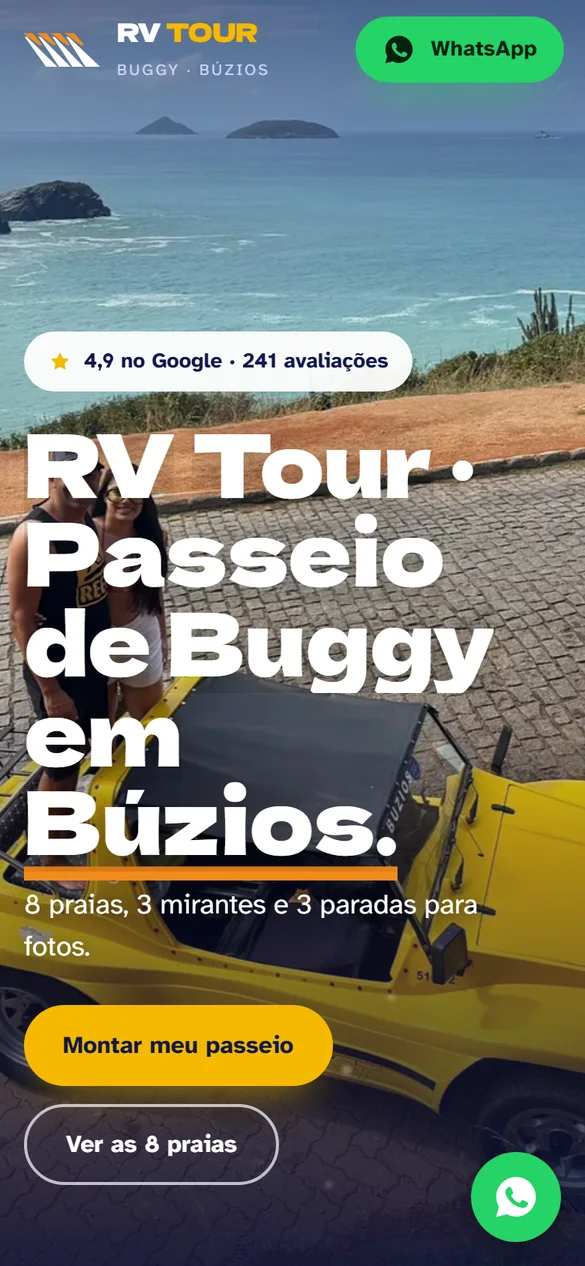 RV TOUR
BUGGY · BÚZIOS
WhatsApp
4,9 no Google · 241 avaliações
RV Tour ·
Passeio
de Buggy
em
Búzios.
BÚZIOS
8 praias, 3 mirantes e 3 paradas para
fotos.
Montar meu passeio
Ver as 8 praias